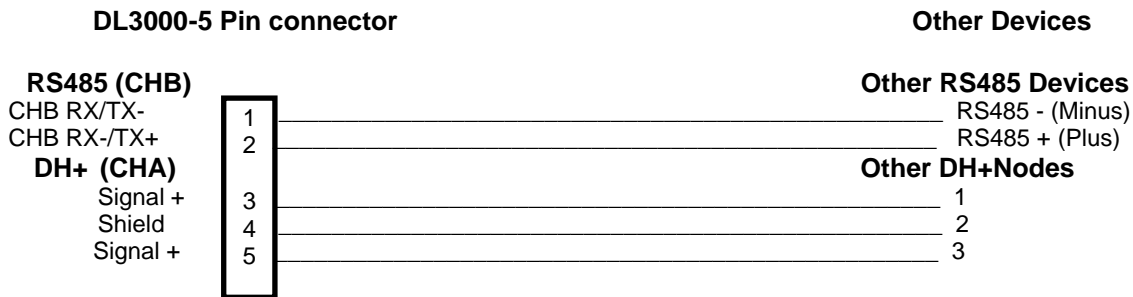 DL3000-5 Pin connector Other Devices
RS485 (CHB) Other RS485 Devices
CHB RX/TX- 1 RS485 - (Minus)
CHB RX-/TX+ 2 RS485 + (Plus)
DH+ (CHA) Other DH+Nodes
Signal + 3 1
Shield 4 2
Signal + 5 3